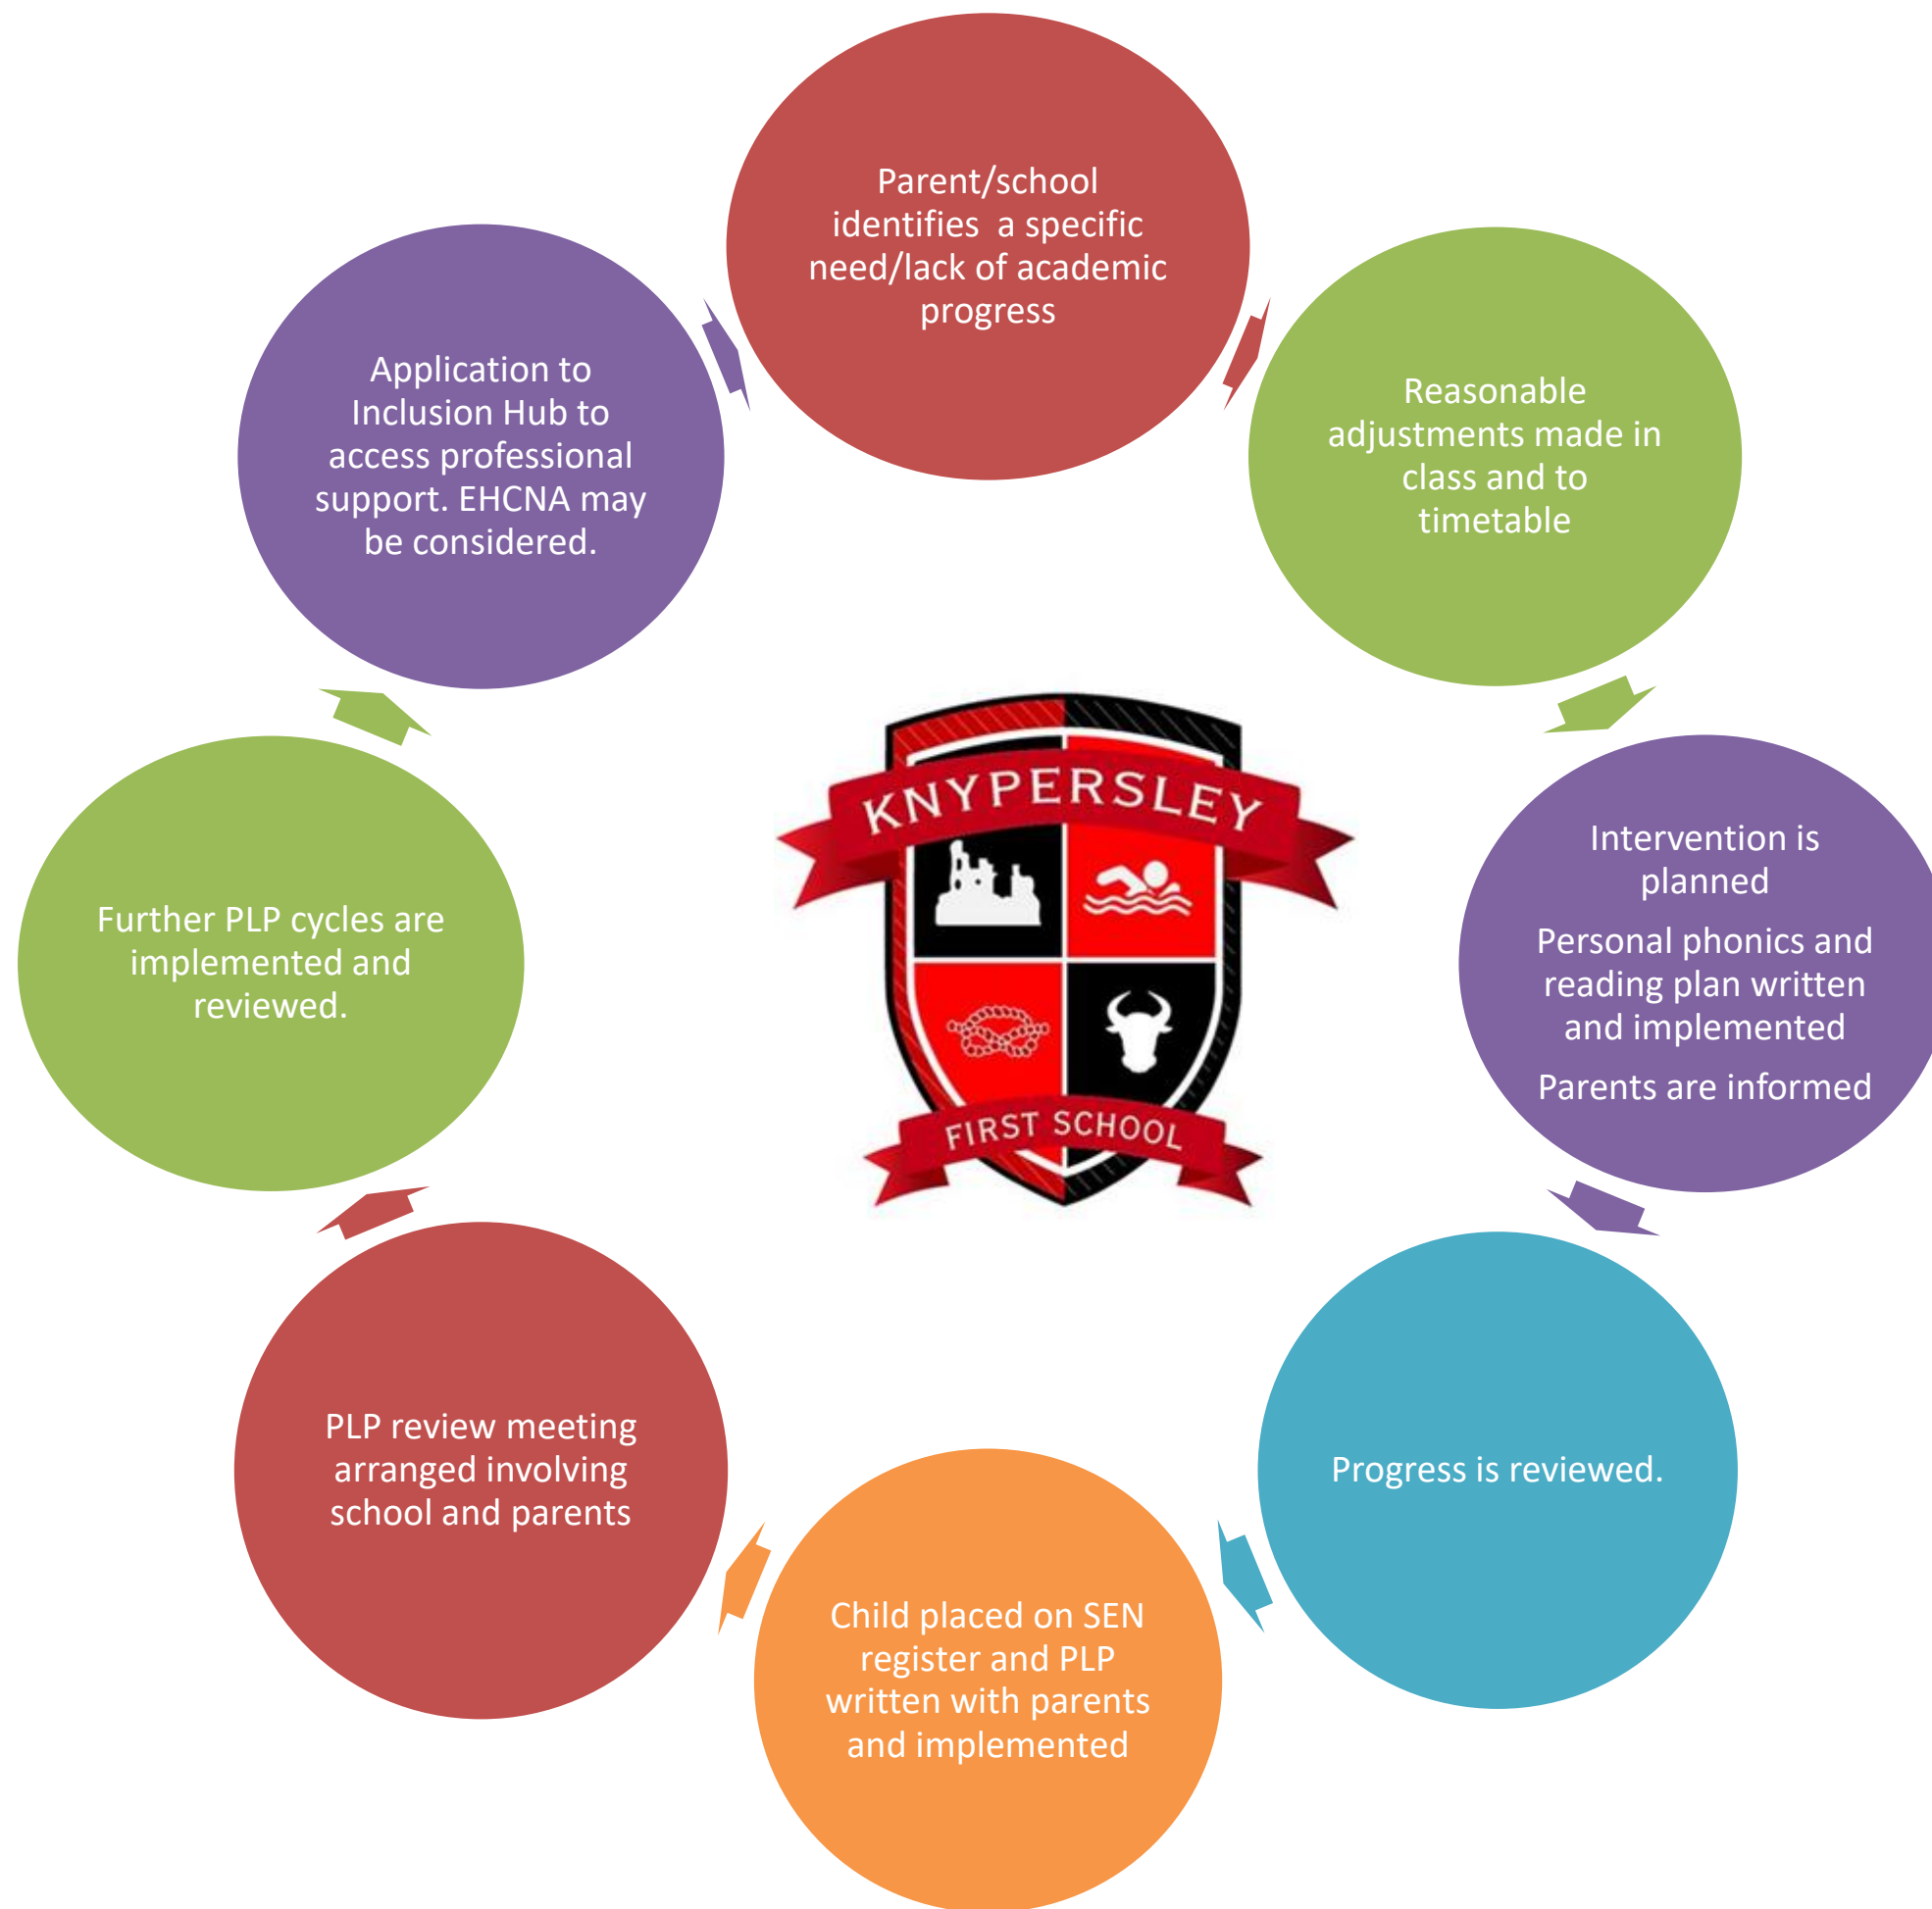 Parent/school
identifies a specific
need/lack of academic
progress
Reasonable
adjustments made in
class and to
timetable
Intervention is
planned
Personal phonics and
reading plan written
and implemented
Parents are informed
Progress is reviewed.
Child placed on SEN
register and PLP
written with parents
and implemented
PLP review meeting
arranged involving
school and parents
Further PLP cycles are
implemented and
reviewed.
Application to
Inclusion Hub to
access professional
support. EHCNA may
be considered.
KNYPERSLEY
FIRST SCHOOL